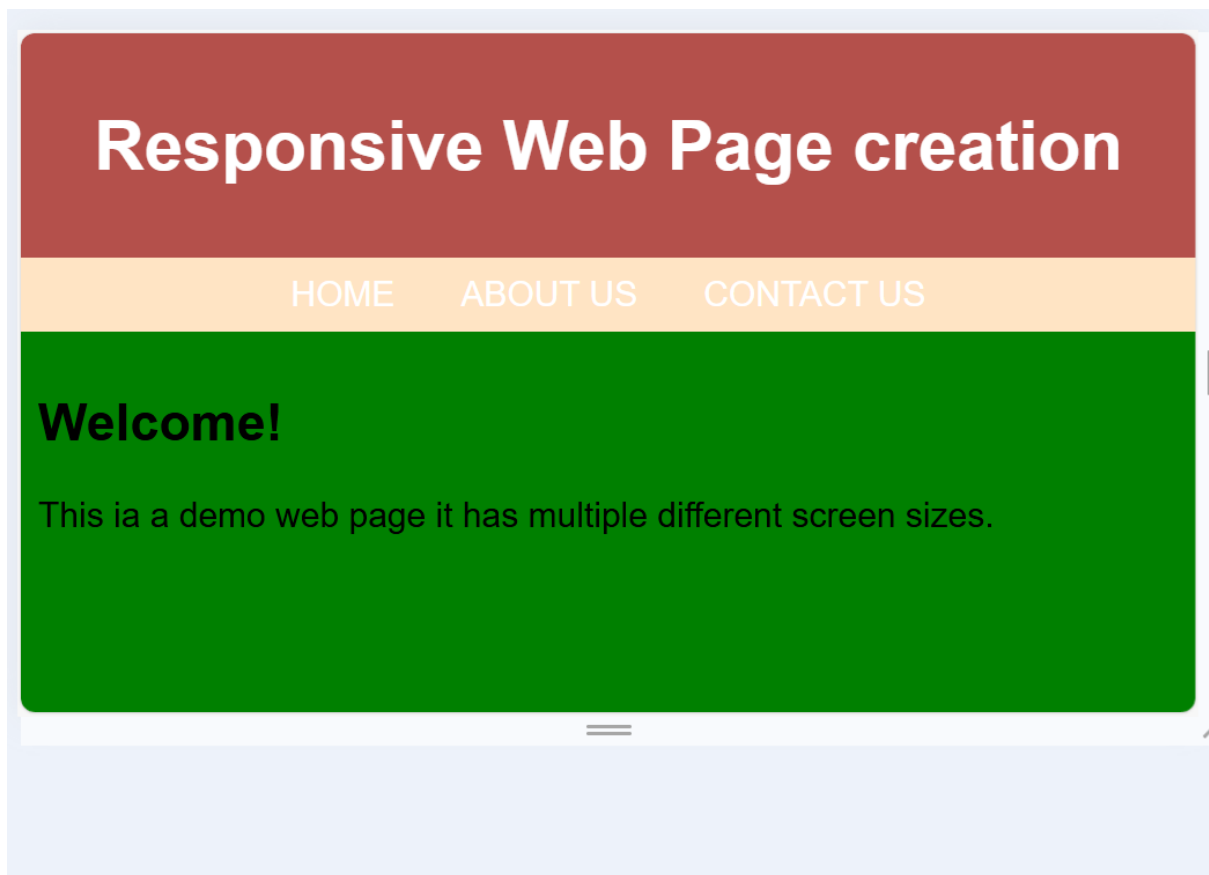 Responsive Web Page creation
HOME ABOUT US CONTACT US
Welcome!
This ia a demo web page it has multiple different screen sizes.